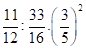 11/12 : 33/16 . (3/5)²